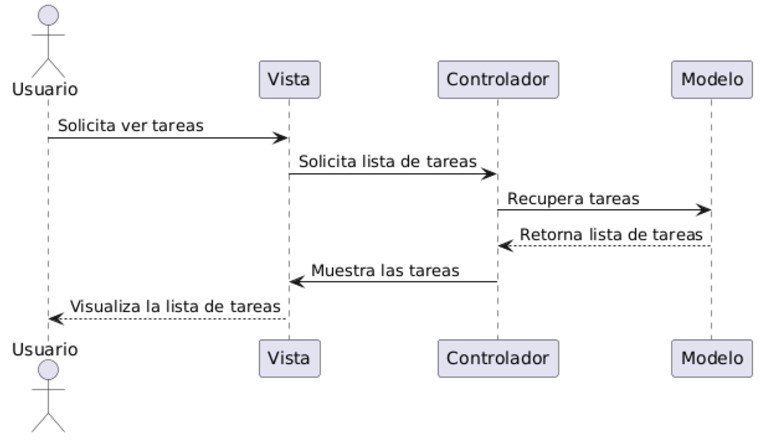 Usuario
Vista
Controlador
Modelo
Solicita ver tareas
Solicita lista de tareas
Recupera tareas
Retorna lista de tareas
Muestra las tareas
Visualiza la lista de tareas
Usuario
Vista
Controlador
Modelo